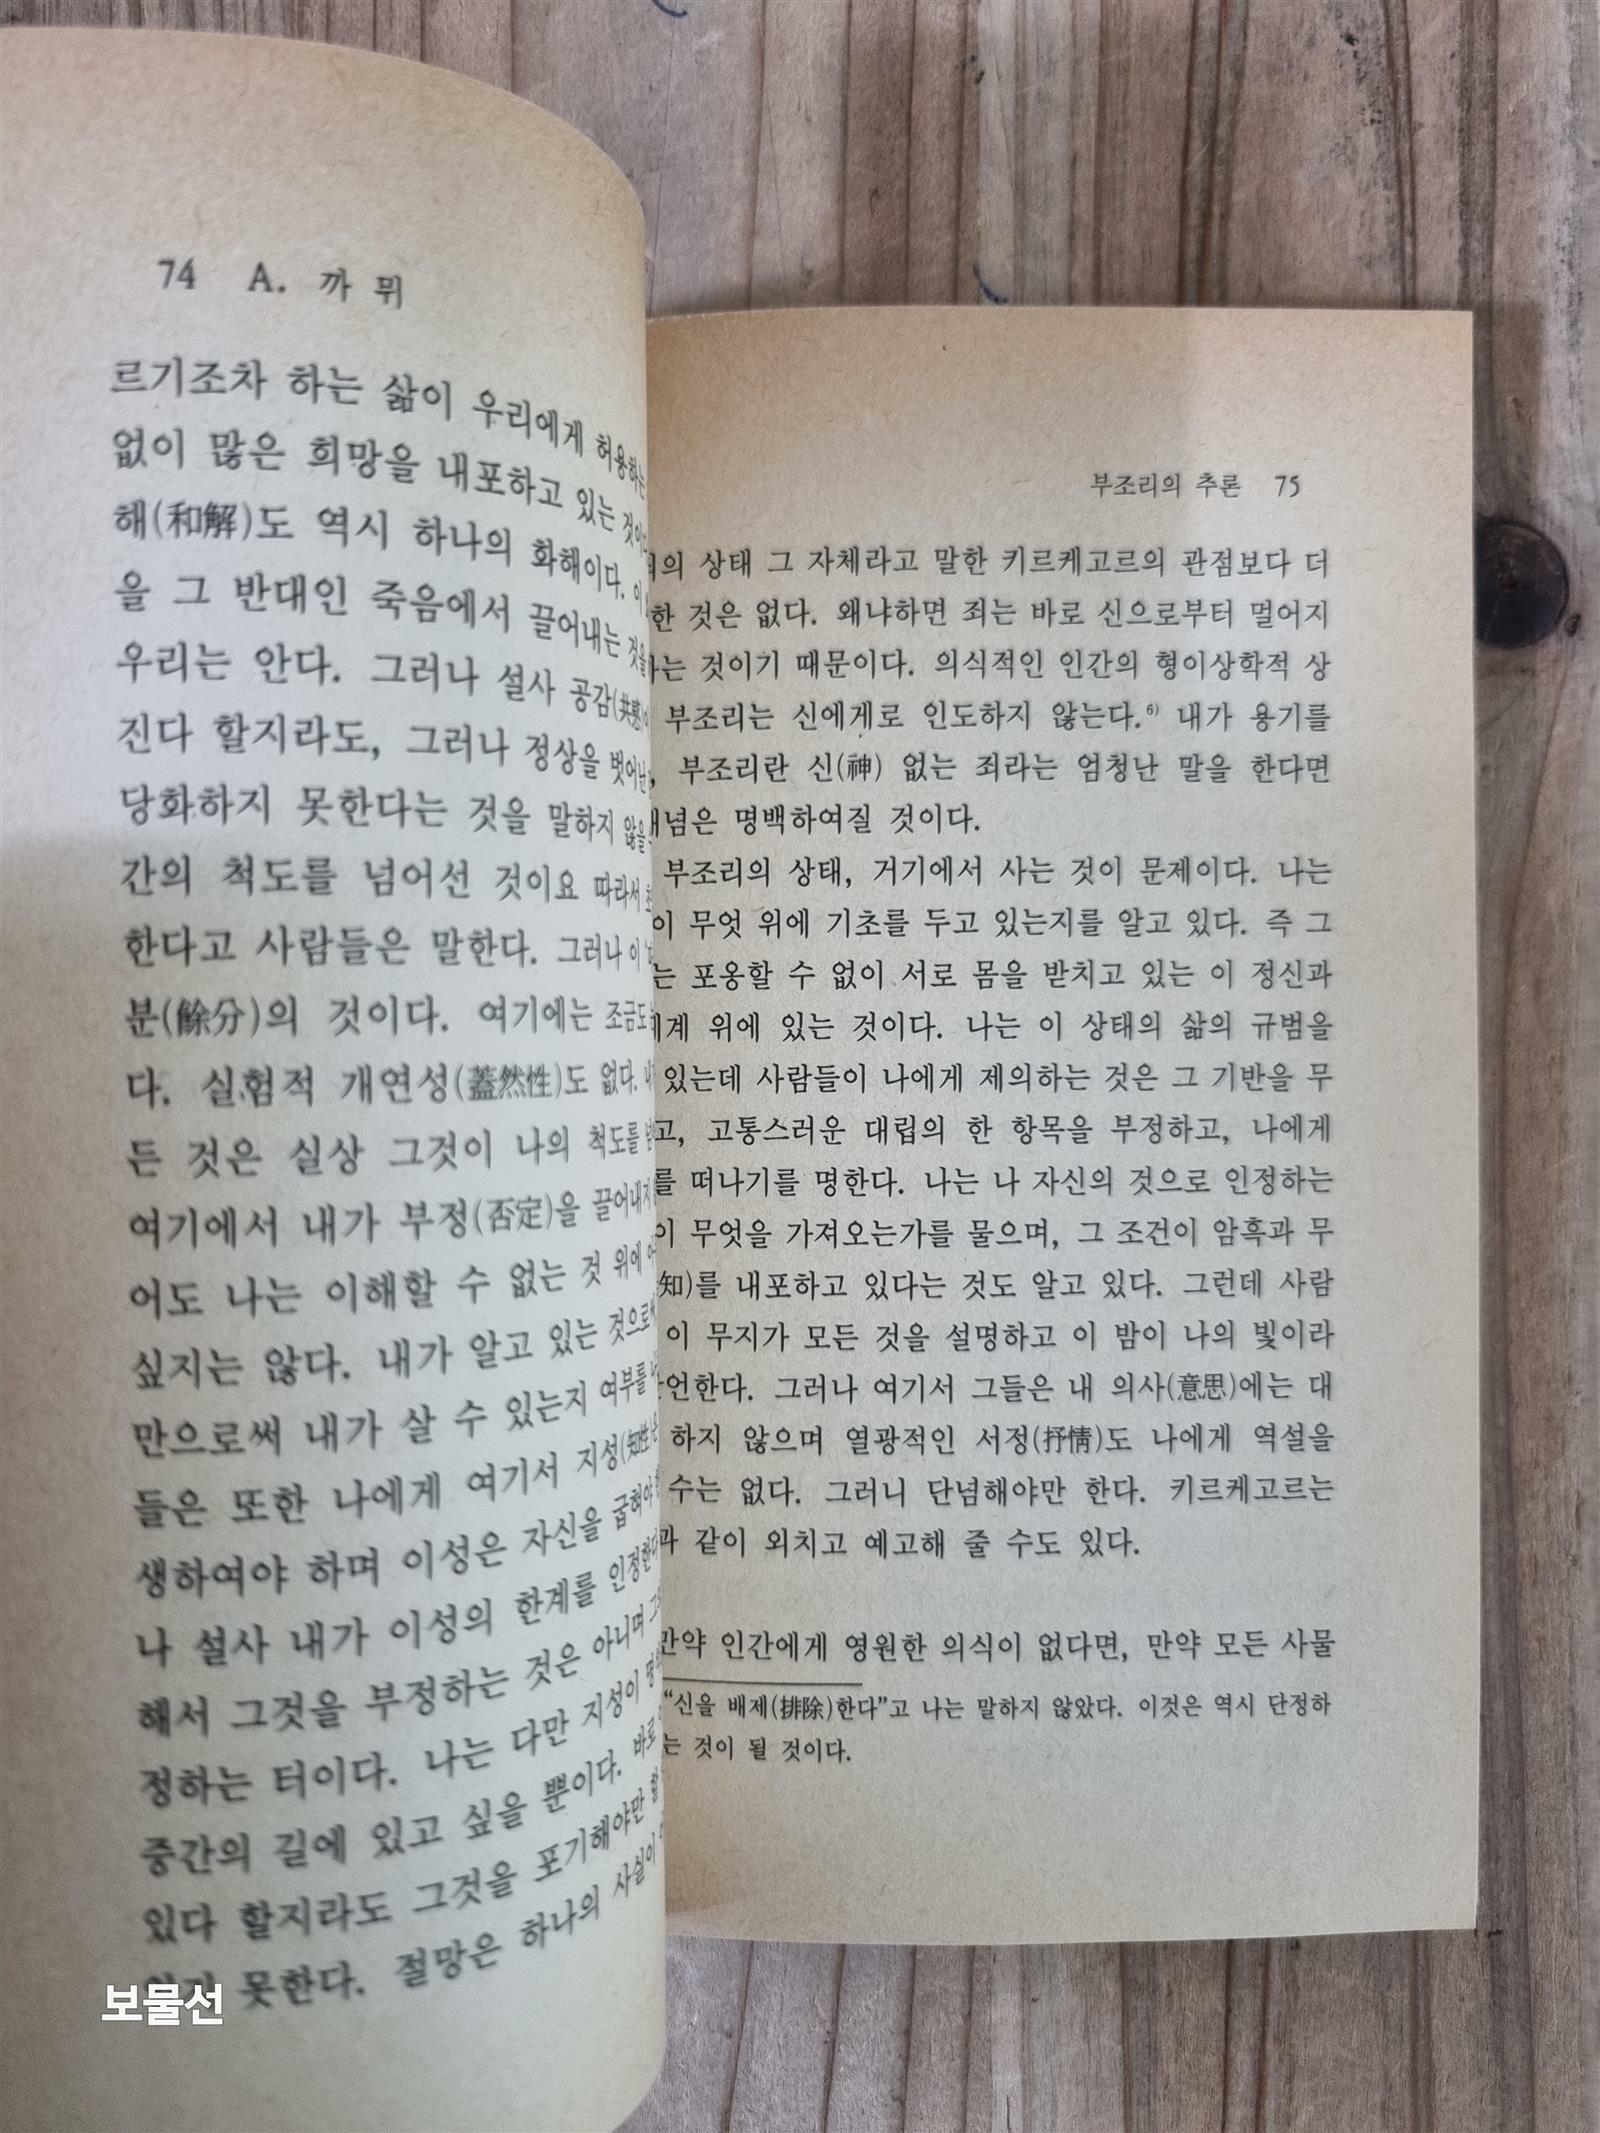 74 A. 까 뮈
르기조차 하는 삶이 우리에게 허용하는
없이 많은 희망을 내포하고 있는
해(和解)도 역시 하나의 화해이다. 이
을 그 반대인 죽음에서 끌어내는 것을
우리는 안다. 그러나 설사 공감(共感)이
진다 할지라도, 그러나 정상을 벗어난
당화하지 못한다는 것을 말하지 않을
간의 척도를 넘어선 것이요 따라서
한다고 사람들은 말한다. 그러나 이
분(餘分)의 것이다. 여기에는 조금도
다. 실험적 개연성(蓋然性)도 없다.
든 것은 실상 그것이 나의 척도를
여기에서 내가 부정(否定)을 끌어내지
어도 나는 이해할 수 없는 것 위에
싶지는 않다. 내가 알고 있는 것으로써
만으로써 내가 살 수 있는지 여부를
들은 또한 나에게 여기서 지성(知性)은
생하여야 하며 이성은 자신을 굽혀야
나 설사 내가 이성의 한계를 인정한다
해서 그것을 부정하는 것은 아니며
정하는 터이다. 나는 다만 지성이
중간의 길에 있고 싶을 뿐이다. 바로
있다 할지라도 그것을 포기해야만 할
못한다. 절망은 하나의 사실이
보물선
부조리의 추론 75
의 상태 그 자체라고 말한 키르케고르의 관점보다 더
한 것은 없다. 왜냐하면 죄는 바로 신으로부터 멀어지
는 것이기 때문이다. 의식적인 인간의 형이상학적 상
부조리는 신에게로 인도하지 않는다.⁶⁾ 내가 용기를
, 부조리란 신(神) 없는 죄라는 엄청난 말을 한다면
념은 명백하여질 것이다.
부조리의 상태, 거기에서 사는 것이 문제이다. 나는
이 무엇 위에 기초를 두고 있는지를 알고 있다. 즉 그
는 포옹할 수 없이 서로 몸을 받치고 있는 이 정신과
계 위에 있는 것이다. 나는 이 상태의 삶의 규범을
있는데 사람들이 나에게 제의하는 것은 그 기반을 무
고, 고통스러운 대립의 한 항목을 부정하고, 나에게
를 떠나기를 명한다. 나는 나 자신의 것으로 인정하는
이 무엇을 가져오는가를 물으며, 그 조건이 암흑과 무
知)를 내포하고 있다는 것도 알고 있다. 그런데 사람
이 무지가 모든 것을 설명하고 이 밤이 나의 빛이라
언한다. 그러나 여기서 그들은 내 의사(意思)에는 대
하지 않으며 열광적인 서정(抒情)도 나에게 역설을
수는 없다. 그러니 단념해야만 한다. 키르케고르는
과 같이 외치고 예고해 줄 수도 있다.
만약 인간에게 영원한 의식이 없다면, 만약 모든 사물
“신을 배제(排除)한다”고 나는 말하지 않았다. 이것은 역시 단정하
는 것이 될 것이다.